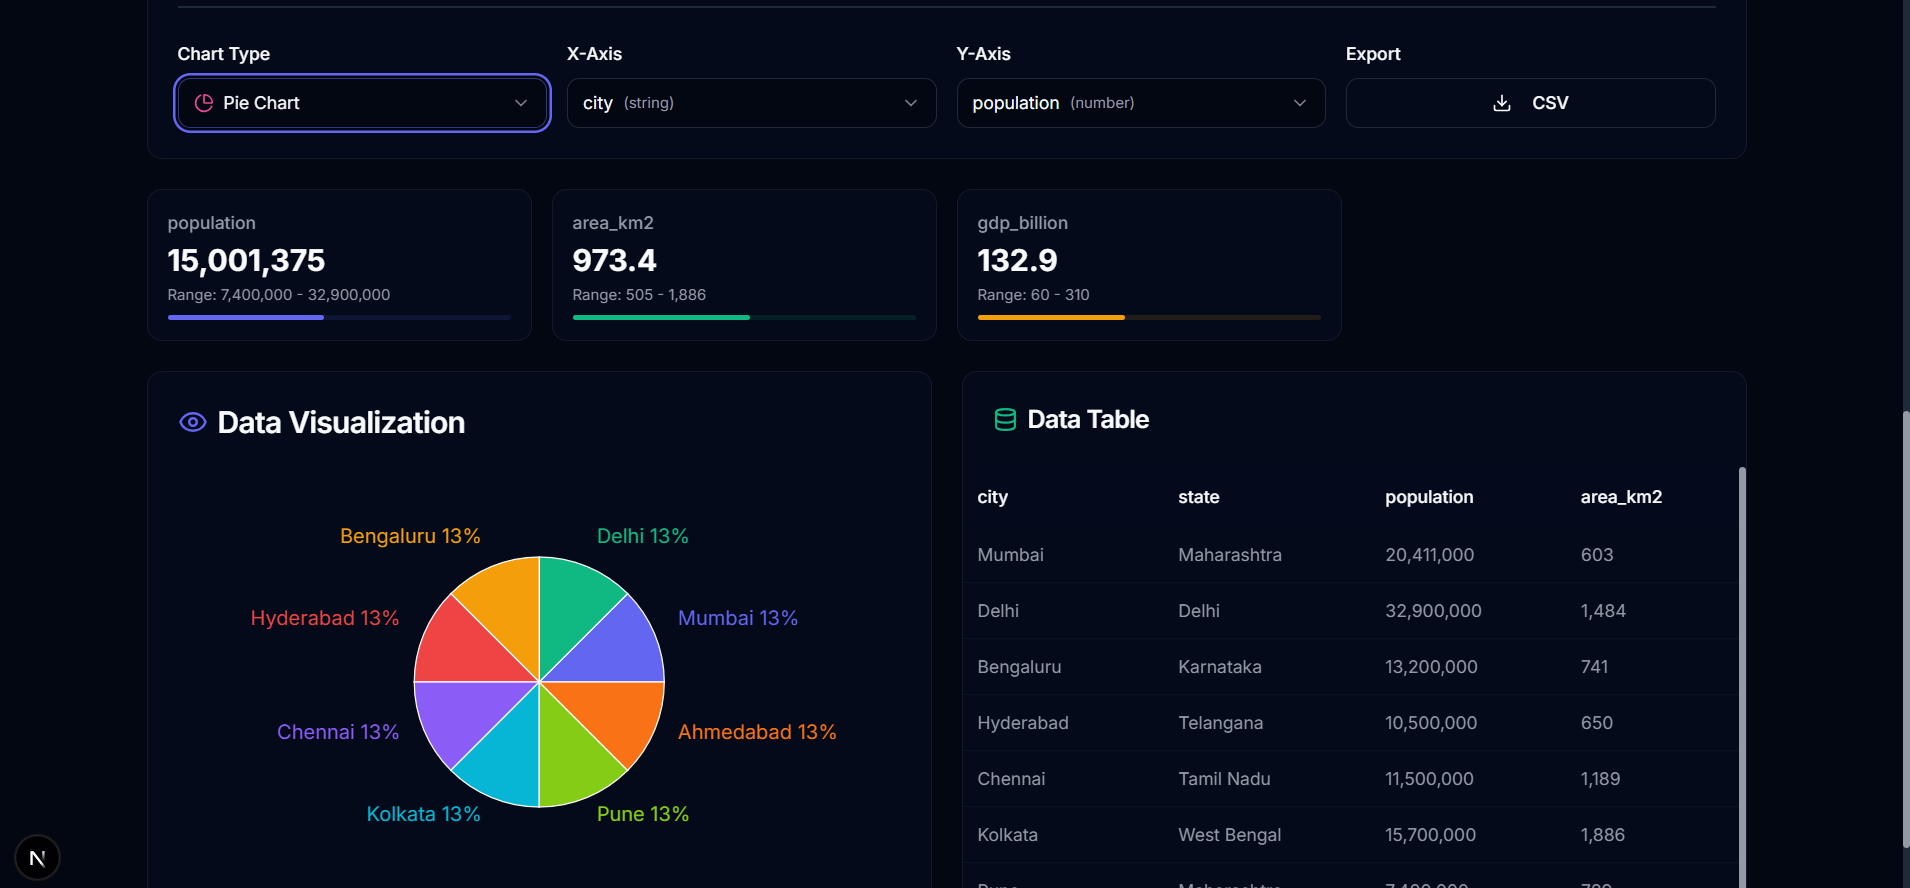 Chart Type
X-Axis
Y-Axis
Export
Pie Chart
city (string)
population (number)
CSV
population
15,001,375
Range: 7,400,000 - 32,900,000
area_km2
973.4
Range: 505 - 1,886
gdp_billion
132.9
Range: 60 - 310
Data Visualization
Bengaluru 13%
Delhi 13%
Hyderabad 13%
Mumbai 13%
Chennai 13%
Ahmedabad 13%
Kolkata 13%
Pune 13%
Data Table
city state population area_km2
Mumbai Maharashtra 20,411,000 603
Delhi Delhi 32,900,000 1,484
Bengaluru Karnataka 13,200,000 741
Hyderabad Telangana 10,500,000 650
Chennai Tamil Nadu 11,500,000 1,189
Kolkata West Bengal 15,700,000 1,886
N